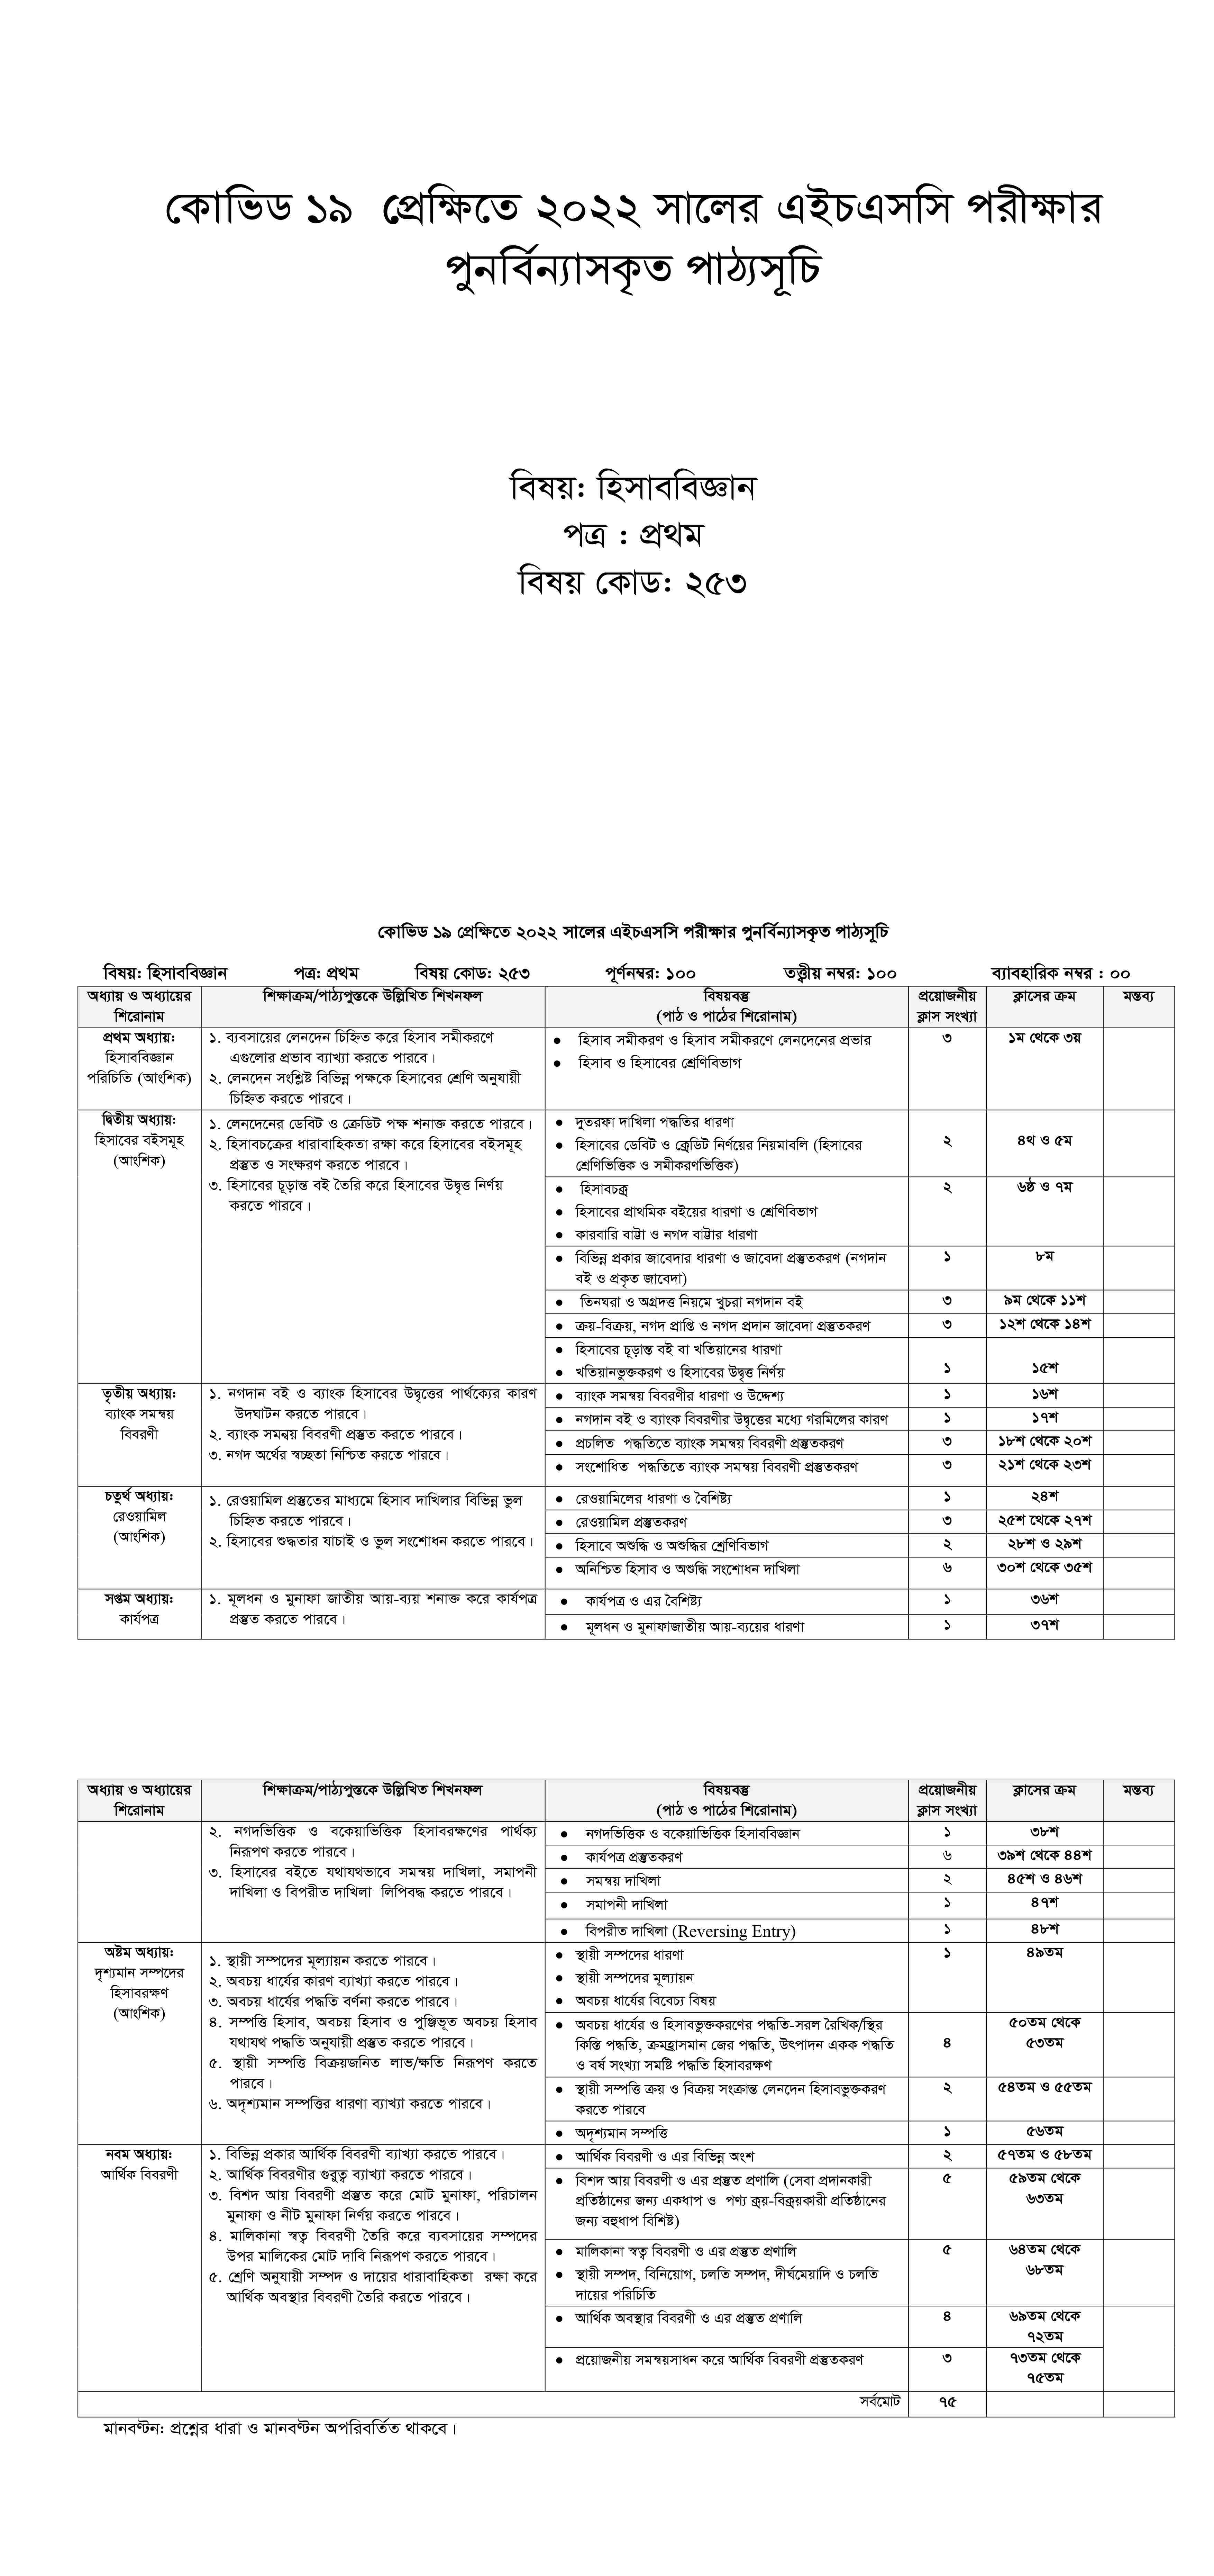 কোভিড ১৯ প্রেক্ষিতে ২০২২ সালের এইচএসসি পরীক্ষার
পুনর্বিন্যাসকৃত পাঠ্যসূচি
বিষয়: হিসাববিজ্ঞান
পত্র : প্রথম
বিষয় কোড: ২৫৩
কোভিড ১৯ প্রেক্ষিতে ২০২২ সালের এইচএসসি পরীক্ষার পুনর্বিন্যাসকৃত পাঠ্যসূচি
বিষয়: হিসাববিজ্ঞান পত্র: প্রথম বিষয় কোড: ২৫৩ পূর্ণনম্বর: ১০০ তত্ত্বীয় নম্বর: ১০০ ব্যাবহারিক নম্বর : ০০
অধ্যায় ও অধ্যায়ের
শিরোনাম
শিক্ষাক্রম/পাঠ্যপুস্তকে উল্লিখিত শিখনফল
বিষয়বস্তু
(পাঠ ও পাঠের শিরোনাম)
প্রয়োজনীয়
ক্লাস সংখ্যা
ক্লাসের ক্রম
মন্তব্য
প্রথম অধ্যায়:
হিসাববিজ্ঞান
পরিচিতি (আংশিক)
১. ব্যবসায়ের লেনদেন চিহ্নিত করে হিসাব সমীকরণে
এগুলোর প্রভাব ব্যাখ্যা করতে পারবে।
২. লেনদেন সংশ্লিষ্ট বিভিন্ন পক্ষকে হিসাবের শ্রেণি অনুযায়ী
চিহ্নিত করতে পারবে।
● হিসাব সমীকরণ ও হিসাব সমীকরণে লেনদেনের প্রভার
● হিসাব ও হিসাবের শ্রেণিবিভাগ
৩
১ম থেকে ৩য়
দ্বিতীয় অধ্যায়:
হিসাবের বইসমূহ
(আংশিক)
১. লেনদেনের ডেবিট ও ক্রেডিট পক্ষ শনাক্ত করতে পারবে।
২. হিসাবচক্রের ধারাবাহিকতা রক্ষা করে হিসাবের বইসমূহ
প্রস্তুত ও সংক্ষরণ করতে পারবে।
৩. হিসাবের চূড়ান্ত বই তৈরি করে হিসাবের উদ্বৃত্ত নির্ণয়
করতে পারবে।
● দুতরফা দাখিলা পদ্ধতির ধারণা
● হিসাবের ডেবিট ও ক্রেডিট নির্ণয়ের নিয়মাবলি (হিসাবের
শ্রেণিভিত্তিক ও সমীকরণভিত্তিক)
২
৪থ ও ৫ম
● হিসাবচক্র
● হিসাবের প্রাথমিক বইয়ের ধারণা ও শ্রেণিবিভাগ
● কারবারি বাট্টা ও নগদ বাট্টার ধারণা
২
৬ষ্ঠ ও ৭ম
● বিভিন্ন প্রকার জাবেদার ধারণা ও জাবেদা প্রস্তুতকরণ (নগদান
বই ও প্রকৃত জাবেদা)
১
৮ম
● তিনঘরা ও অগ্রদত্ত নিয়মে খুচরা নগদান বই
৩
৯ম থেকে ১১শ
● ক্রয়-বিক্রয়, নগদ প্রাপ্তি ও নগদ প্রদান জাবেদা প্রস্তুতকরণ
৩
১২শ থেকে ১৪শ
● হিসাবের চূড়ান্ত বই বা খতিয়ানের ধারণা
● খতিয়ানভুক্তকরণ ও হিসাবের উদ্বৃত্ত নির্ণয়
১
১৫শ
তৃতীয় অধ্যায়:
ব্যাংক সমন্বয়
বিবরণী
১. নগদান বই ও ব্যাংক হিসাবের উদ্বৃত্তের পার্থক্যের কারণ
উদঘাটন করতে পারবে।
২. ব্যাংক সমন্বয় বিবরণী প্রস্তুত করতে পারবে।
৩. নগদ অর্থের স্বচ্ছতা নিশ্চিত করতে পারবে।
● ব্যাংক সমন্বয় বিবরণীর ধারণা ও উদ্দেশ্য
১
১৬শ
● নগদান বই ও ব্যাংক বিবরণীর উদ্বৃত্তের মধ্যে গরমিলের কারণ
১
১৭শ
● প্রচলিত পদ্ধতিতে ব্যাংক সমন্বয় বিবরণী প্রস্তুতকরণ
৩
১৮শ থেকে ২০শ
● সংশোধিত পদ্ধতিতে ব্যাংক সমন্বয় বিবরণী প্রস্তুতকরণ
৩
২১শ থেকে ২৩শ
চতুর্থ অধ্যায়:
রেওয়ামিল
(আংশিক)
১. রেওয়ামিল প্রস্তুতের মাধ্যমে হিসাব দাখিলার বিভিন্ন ভুল
চিহ্নিত করতে পারবে।
২. হিসাবের শুদ্ধতার যাচাই ও ভুল সংশোধন করতে পারবে।
● রেওয়ামিলের ধারণা ও বৈশিষ্ট্য
১
২৪শ
● রেওয়ামিল প্রস্তুতকরণ
৩
২৫শ থেকে ২৭শ
● হিসাবে অশুদ্ধি ও অশুদ্ধির শ্রেণিবিভাগ
২
২৮শ ও ২৯শ
● অনিশ্চিত হিসাব ও অশুদ্ধি সংশোধন দাখিলা
৬
৩০শ থেকে ৩৫শ
সপ্তম অধ্যায়:
কার্যপত্র
১. মূলধন ও মুনাফা জাতীয় আয়-ব্যয় শনাক্ত করে কার্যপত্র
প্রস্তুত করতে পারবে।
● কার্যপত্র ও এর বৈশিষ্ট্য
১
৩৬শ
● মূলধন ও মুনাফাজাতীয় আয়-ব্যয়ের ধারণা
১
৩৭শ
অধ্যায় ও অধ্যায়ের
শিরোনাম
শিক্ষাক্রম/পাঠ্যপুস্তকে উল্লিখিত শিখনফল
বিষয়বস্তু
(পাঠ ও পাঠের শিরোনাম)
প্রয়োজনীয়
ক্লাস সংখ্যা
ক্লাসের ক্রম
মন্তব্য
২. নগদভিত্তিক ও বকেয়াভিত্তিক হিসাবরক্ষণের পার্থক্য
নিরূপণ করতে পারবে।
৩. হিসাবের বইতে যথাযথভাবে সমন্বয় দাখিলা, সমাপনী
দাখিলা ও বিপরীত দাখিলা লিপিবদ্ধ করতে পারবে।
● নগদভিত্তিক ও বকেয়াভিত্তিক হিসাববিজ্ঞান
১
৩৮শ
● কার্যপত্র প্রস্তুতকরণ
৬
৩৯শ থেকে ৪৪শ
● সমন্বয় দাখিলা
২
৪৫শ ও ৪৬শ
● সমাপনী দাখিলা
১
৪৭শ
● বিপরীত দাখিলা (Reversing Entry)
১
৪৮শ
অষ্টম অধ্যায়:
দৃশ্যমান সম্পদের
হিসাবরক্ষণ
(আংশিক)
১. স্থায়ী সম্পদের মূল্যায়ন করতে পারবে।
২. অবচয় ধার্যের কারণ ব্যাখ্যা করতে পারবে।
৩. অবচয় ধার্যের পদ্ধতি বর্ণনা করতে পারবে।
৪. সম্পত্তি হিসাব, অবচয় হিসাব ও পুঞ্জিভূত অবচয় হিসাব
যথাযথ পদ্ধতি অনুযায়ী প্রস্তুত করতে পারবে।
৫. স্থায়ী সম্পত্তি বিক্রয়জনিত লাভ/ক্ষতি নিরূপণ করতে
পারবে।
৬. অদৃশ্যমান সম্পত্তির ধারণা ব্যাখ্যা করতে পারবে।
● স্থায়ী সম্পদের ধারণা
● স্থায়ী সম্পদের মূল্যায়ন
● অবচয় ধার্যের বিবেচ্য বিষয়
১
৪৯তম
● অবচয় ধার্যের ও হিসাবভুক্তকরণের পদ্ধতি-সরল রৈখিক/স্থির
কিস্তি পদ্ধতি, ক্রমহ্রাসমান জের পদ্ধতি, উৎপাদন একক পদ্ধতি
ও বর্ষ সংখ্যা সমষ্টি পদ্ধতি হিসাবরক্ষণ
৪
৫০তম থেকে
৫৩তম
● স্থায়ী সম্পত্তি ক্রয় ও বিক্রয় সংক্রান্ত লেনদেন হিসাবভুক্তকরণ
করতে পারবে
২
৫৪তম ও ৫৫তম
● অদৃশ্যমান সম্পত্তি
১
৫৬তম
নবম অধ্যায়:
আর্থিক বিবরণী
১. বিভিন্ন প্রকার আর্থিক বিবরণী ব্যাখ্যা করতে পারবে।
২. আর্থিক বিবরণীর গুরুত্ব ব্যাখ্যা করতে পারবে।
৩. বিশদ আয় বিবরণী প্রস্তুত করে মোট মুনাফা, পরিচালন
মুনাফা ও নীট মুনাফা নির্ণয় করতে পারবে।
৪. মালিকানা স্বত্ব বিবরণী তৈরি করে ব্যবসায়ের সম্পদের
উপর মালিকের মোট দাবি নিরূপণ করতে পারবে।
৫. শ্রেণি অনুযায়ী সম্পদ ও দায়ের ধারাবাহিকতা রক্ষা করে
আর্থিক অবস্থার বিবরণী তৈরি করতে পারবে।
● আর্থিক বিবরণী ও এর বিভিন্ন অংশ
২
৫৭তম ও ৫৮তম
● বিশদ আয় বিবরণী ও এর প্রস্তুত প্রণালি (সেবা প্রদানকারী
প্রতিষ্ঠানের জন্য একধাপ ও পণ্য ক্রয়-বিক্রয়কারী প্রতিষ্ঠানের
জন্য বহুধাপ বিশিষ্ট)
৫
৫৯তম থেকে
৬৩তম
● মালিকানা স্বত্ব বিবরণী ও এর প্রস্তুত প্রণালি
● স্থায়ী সম্পদ, বিনিয়োগ, চলতি সম্পদ, দীর্ঘমেয়াদি ও চলতি
দায়ের পরিচিতি
৫
৬৪তম থেকে
৬৮তম
● আর্থিক অবস্থার বিবরণী ও এর প্রস্তুত প্রণালি
৪
৬৯তম থেকে
৭২তম
● প্রয়োজনীয় সমন্বয়সাধন করে আর্থিক বিবরণী প্রস্তুতকরণ
৩
৭৩তম থেকে
৭৫তম
সর্বমোট
৭৫
মানবণ্টন: প্রশ্নের ধারা ও মানবণ্টন অপরিবর্তিত থাকবে।